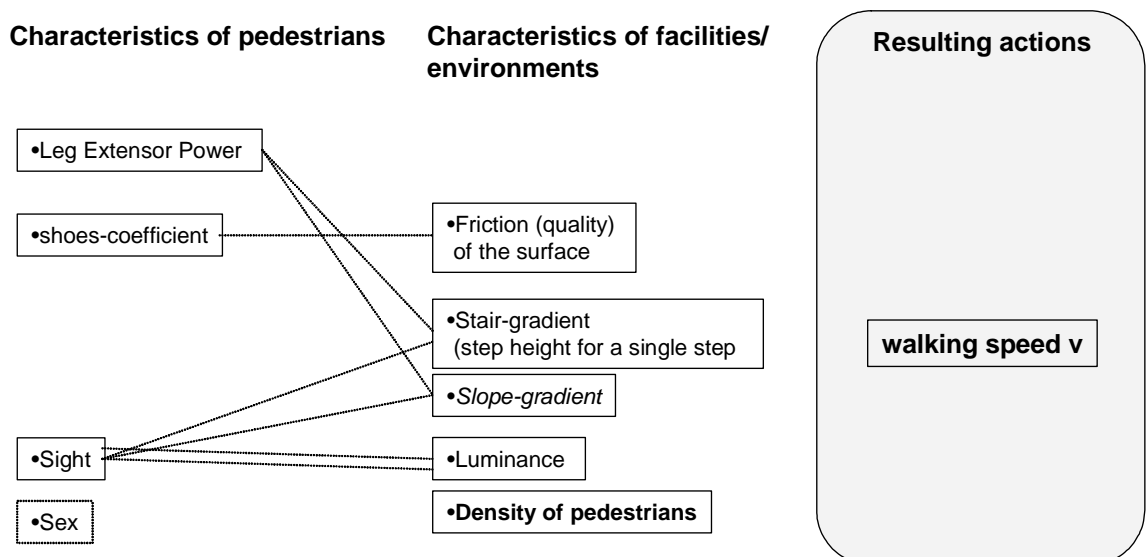 Characteristics of pedestrians
Characteristics of facilities/
environments
Resulting actions
•Leg Extensor Power
•shoes-coefficient
•Friction (quality)
of the surface
•Stair-gradient
(step height for a single step
walking speed v
•Slope-gradient
•Sight
•Luminance
•Sex
•Density of pedestrians